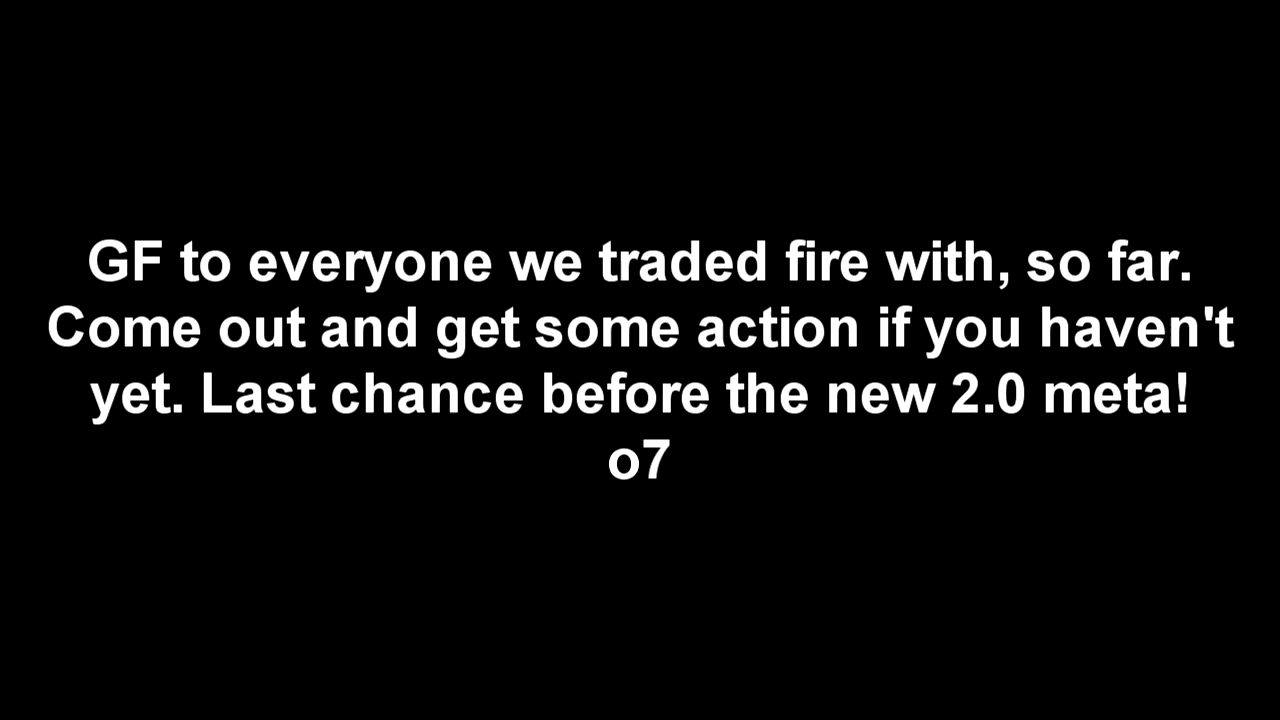 GF to everyone we traded fire with, so far.
Come out and get some action if you haven't
yet. Last chance before the new 2.0 meta!
o7